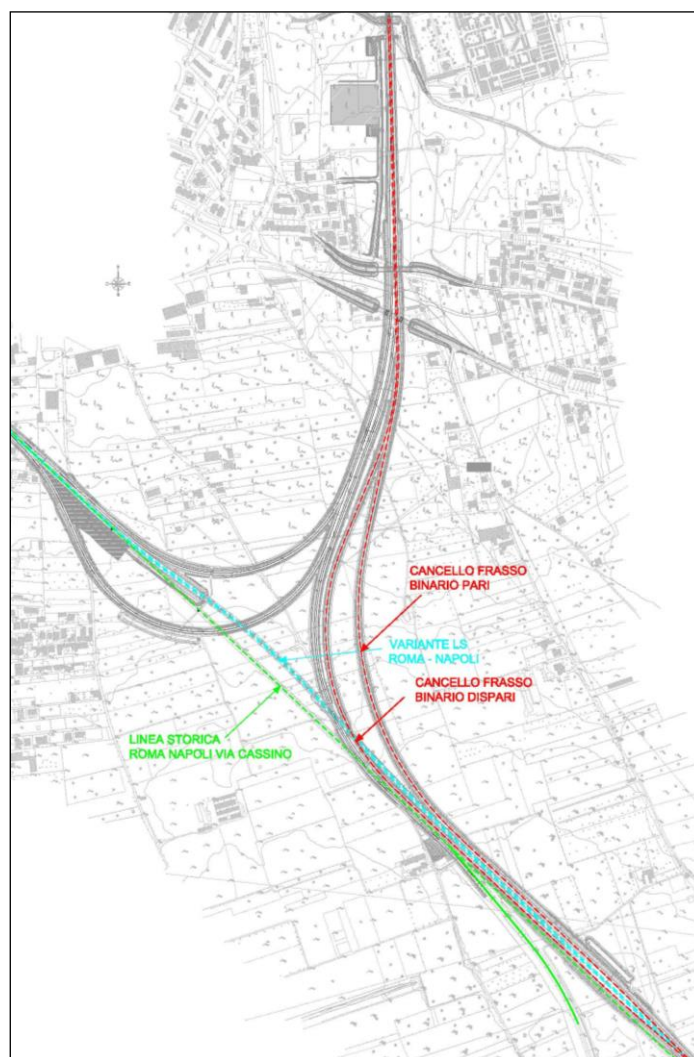 CANCELLO FRASSO
BINARIO PARI
VARIANTE LS
ROMA - NAPOLI
CANCELLO FRASSO
BINARIO DISPARI
LINEA STORICA
ROMA NAPOLI VIA CASSINO